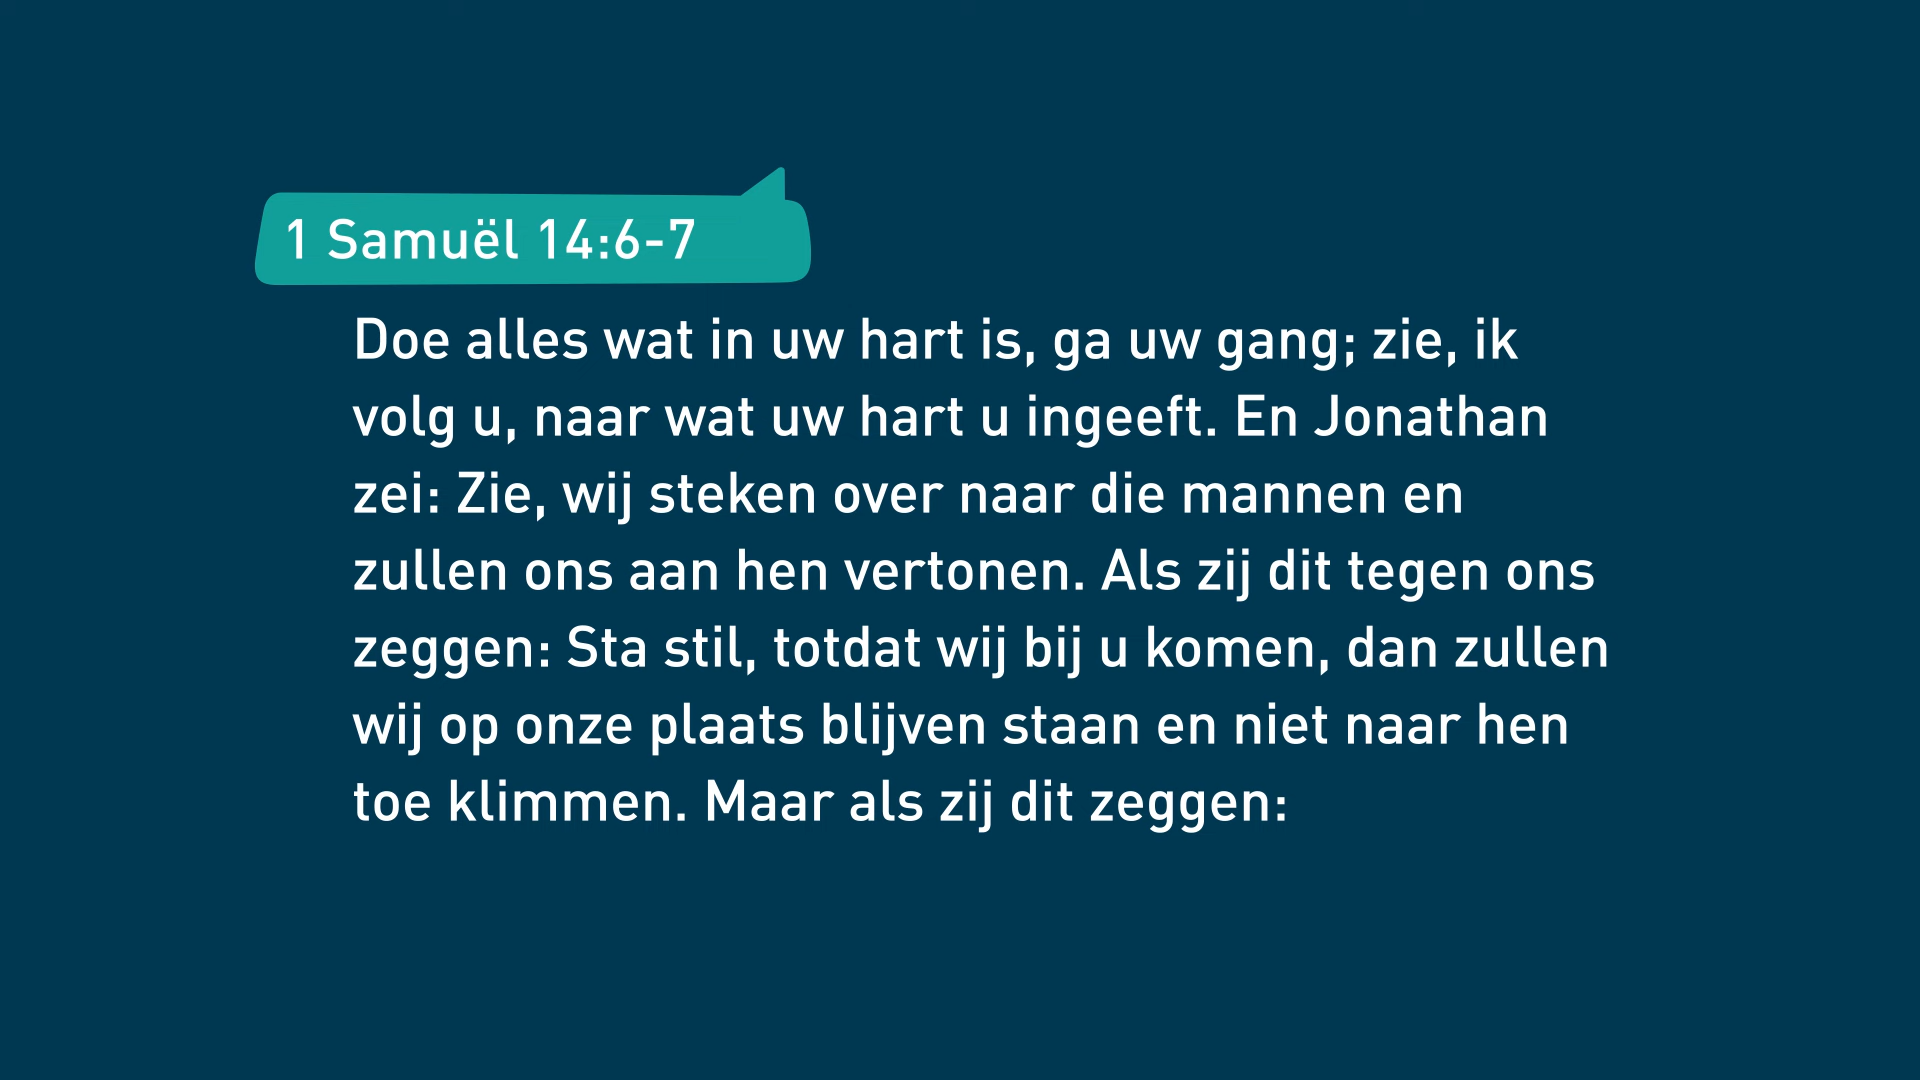 1 Samuël 14:6-7
Doe alles wat in uw hart is, ga uw gang; zie, ik
volg u, naar wat uw hart u ingeeft. En Jonathan
zei: Zie, wij steken over naar die mannen en
zullen ons aan hen vertonen. Als zij dit tegen ons
zeggen: Sta stil, totdat wij bij u komen, dan zullen
wij op onze plaats blijven staan en niet naar hen
toe klimmen. Maar als zij dit zeggen: